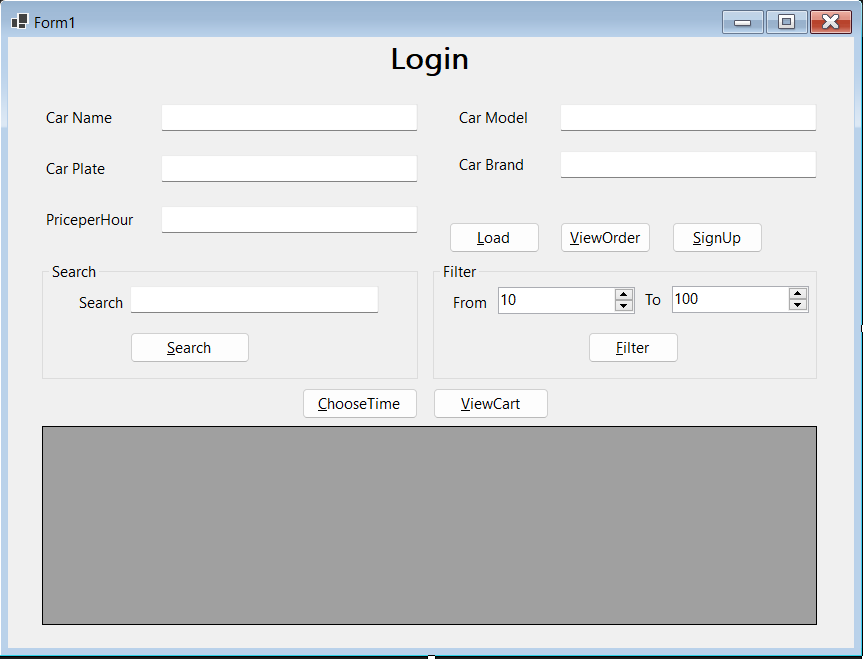 Form1
Login
Car Name
Car Model
Car Plate
Car Brand
PriceperHour
Load ViewOrder SignUp
Search
Search
Search
Filter
From 10 To 100
Filter
ChooseTime ViewCart